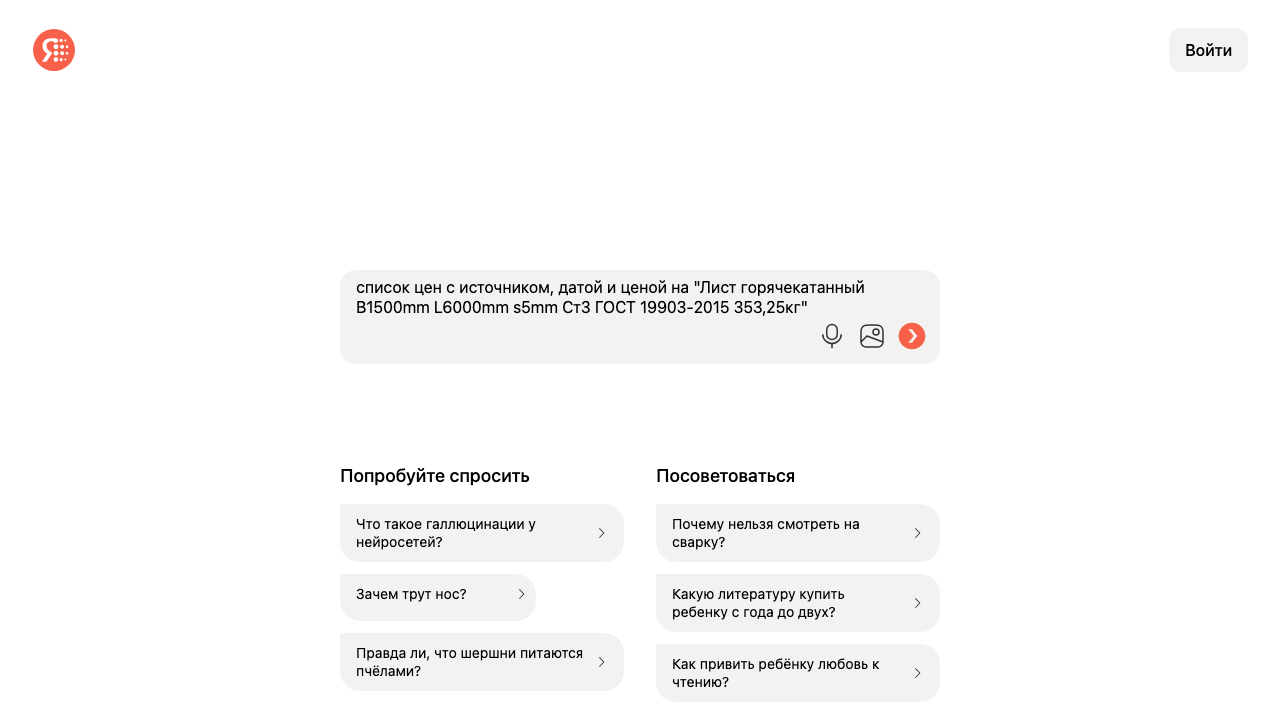 Я
Войти
список цен с источником, датой и ценой на "Лист горячекатанный
B1500mm L6000mm s5mm Ст3 ГОСТ 19903-2015 353,25кг"
Попробуйте спросить
Что такое галлюцинации у
нейросетей?
Зачем трут нос?
Правда ли, что шершни питаются
пчёлами?
Посоветоваться
Почему нельзя смотреть на
сварку?
Какую литературу купить
ребенку с года до двух?
Как привить ребёнку любовь к
чтению?